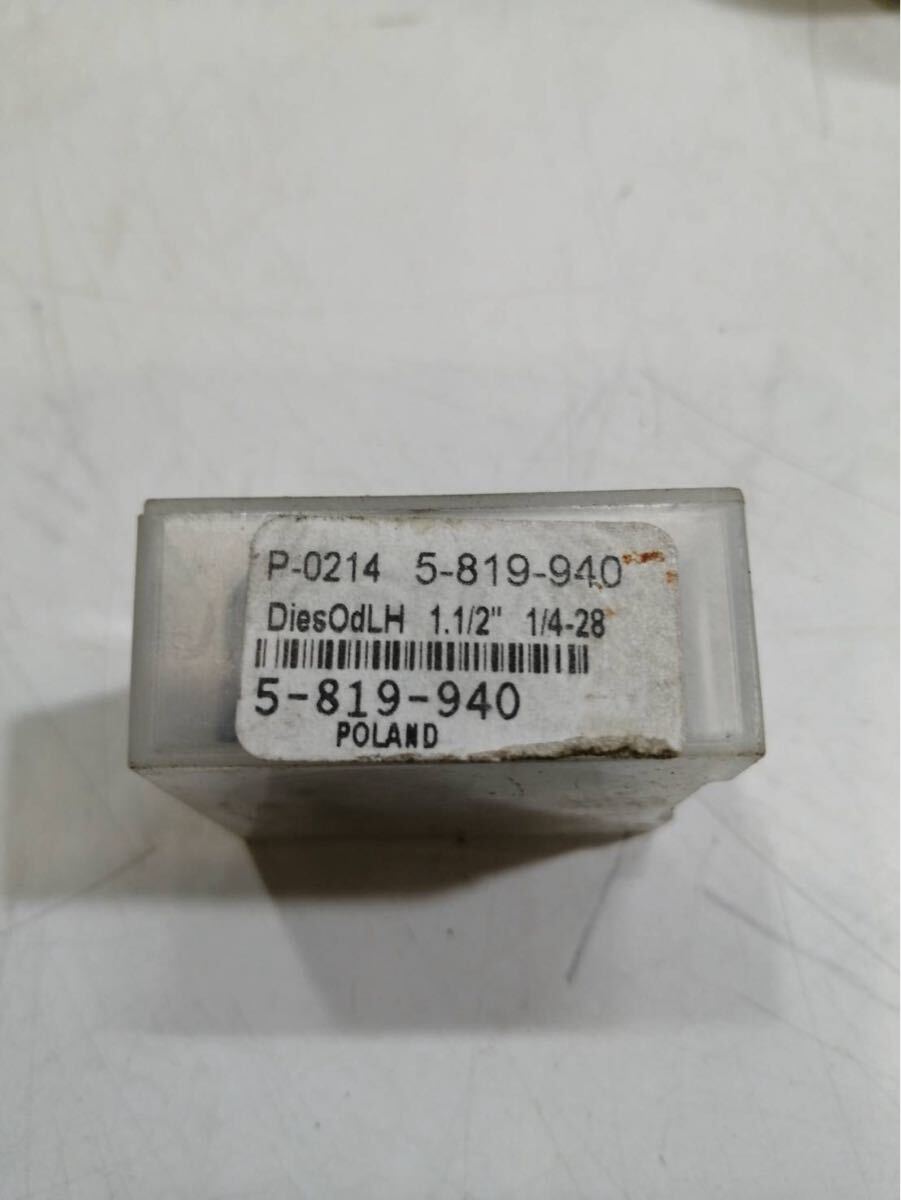 P-0214 5-819-940
DiesOdLH 1.1/2" 1/4-28
5-819-940
POLAND